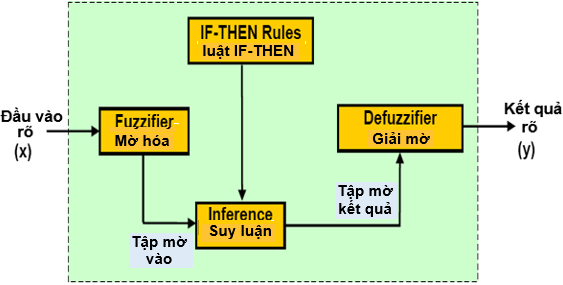 IF-THEN Rules
luật IF-THEN
Đầu vào
rõ
(x)
Fuzzifier
Mờ hóa
Defuzzifier
Giải mờ
Kết quả
rõ
(y)
Inference
Suy luận
Tập mờ
vào
Tập mờ
kết quả